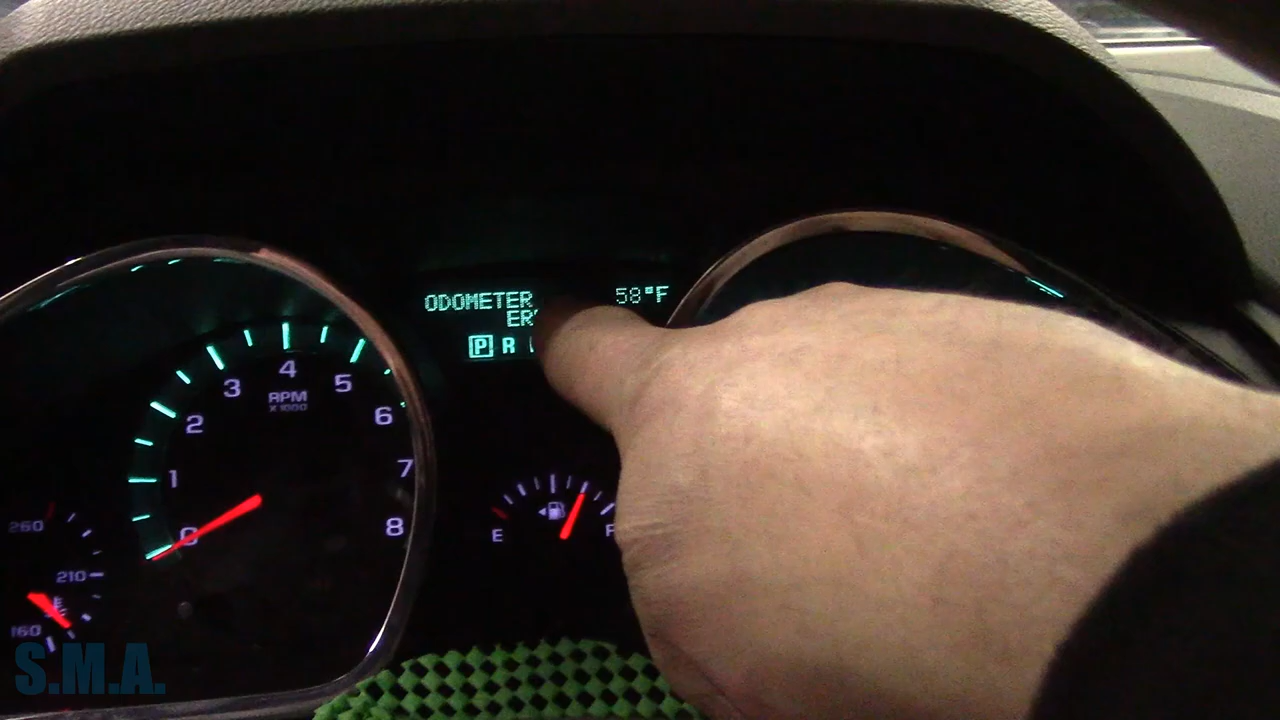 ODOMETER 58°F
P R
0 1 2 3 4 5 6 7 8
RPM
X 1000
E F
260
210
160
S.M.A.